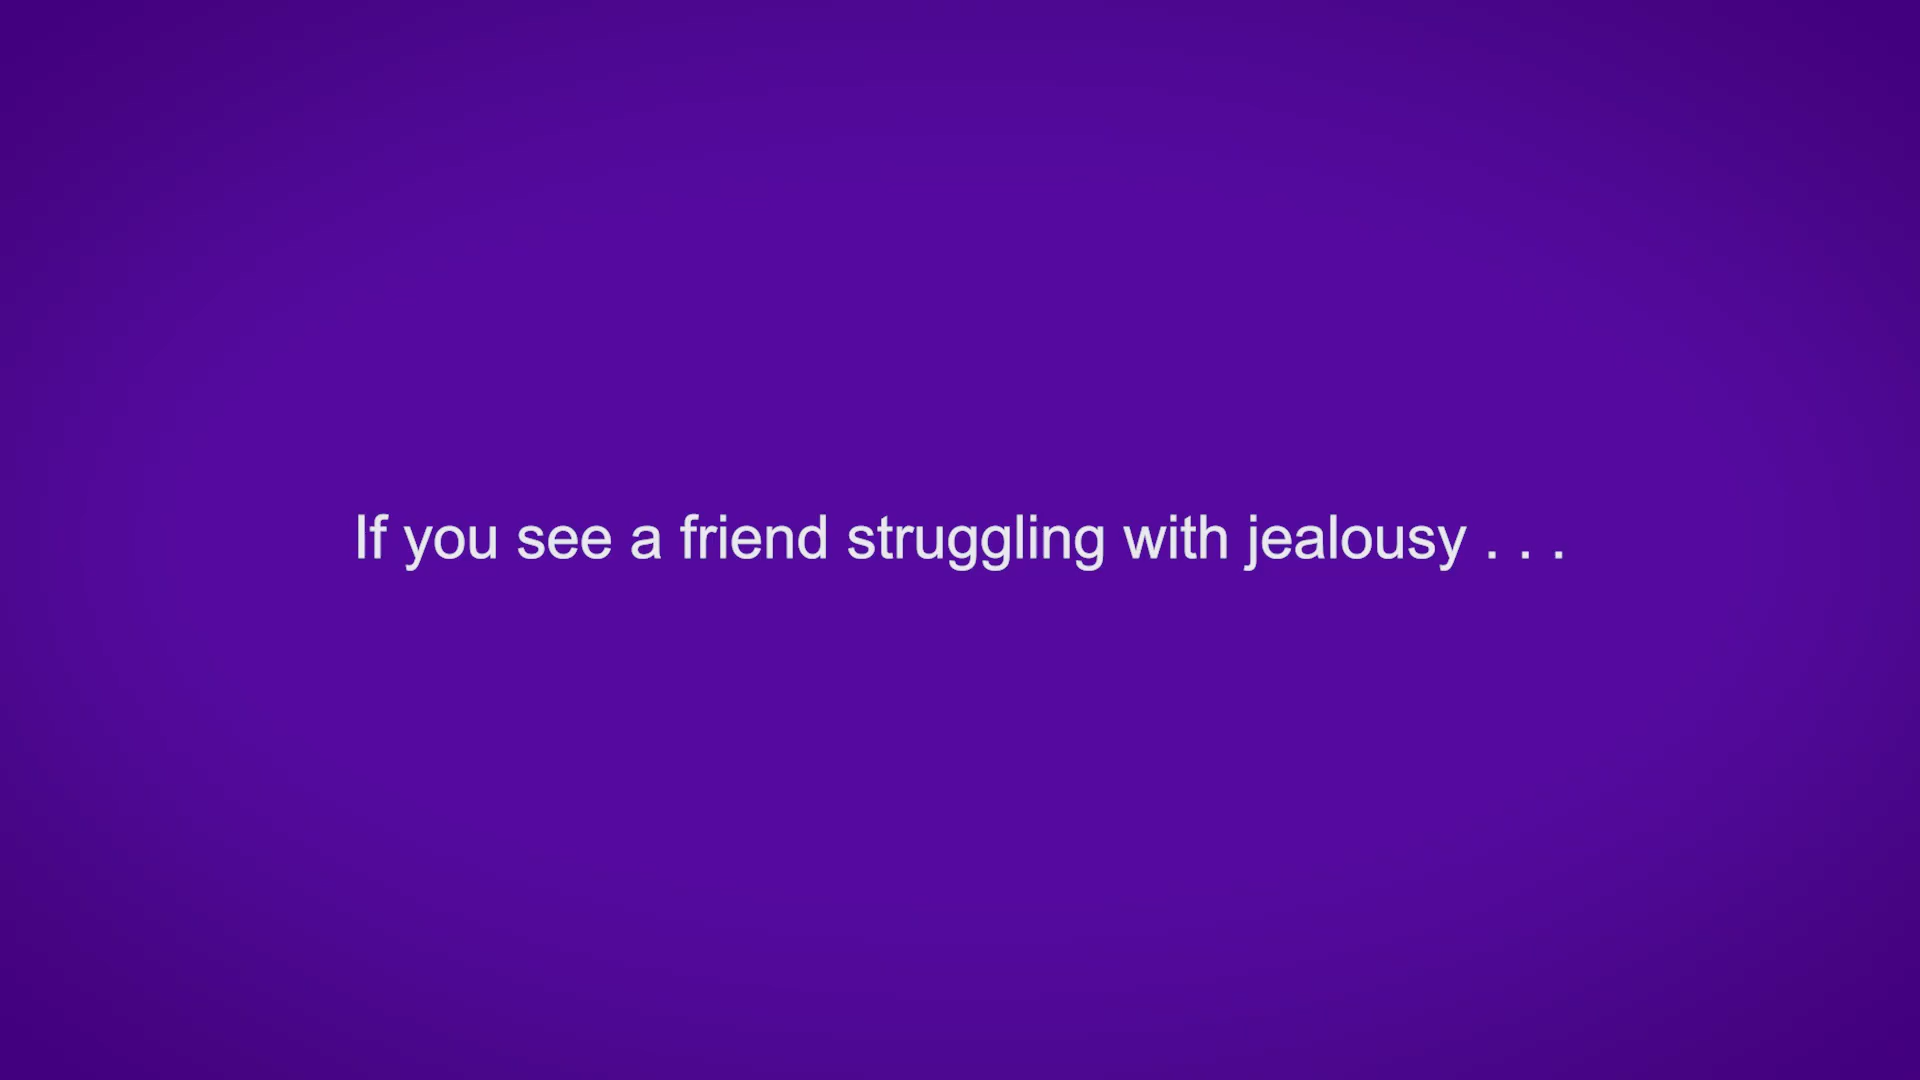 If you see a friend struggling with jealousy . . .